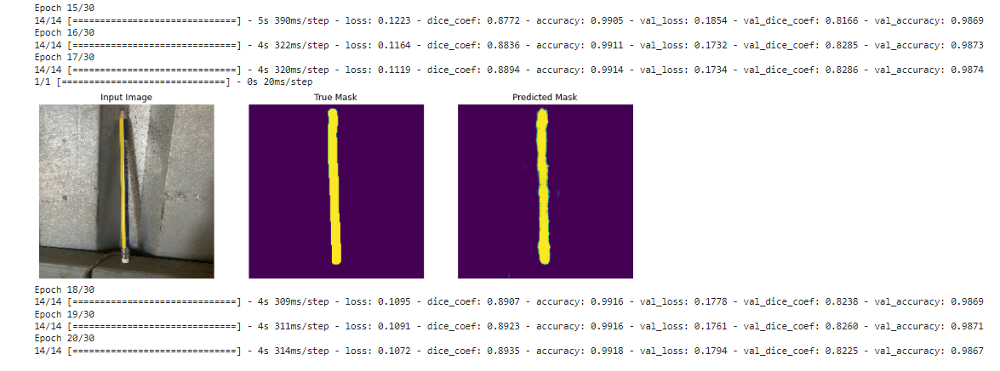 Epoch 15/30
14/14 [==============================] - 5s 390ms/step - loss: 0.1223 - dice_coef: 0.8772 - accuracy: 0.9905 - val_loss: 0.1854 - val_dice_coef: 0.8166 - val_accuracy: 0.9869
Epoch 16/30
14/14 [==============================] - 4s 322ms/step - loss: 0.1164 - dice_coef: 0.8836 - accuracy: 0.9911 - val_loss: 0.1732 - val_dice_coef: 0.8285 - val_accuracy: 0.9873
Epoch 17/30
14/14 [==============================] - 4s 320ms/step - loss: 0.1119 - dice_coef: 0.8894 - accuracy: 0.9914 - val_loss: 0.1734 - val_dice_coef: 0.8286 - val_accuracy: 0.9874
1/1 [==============================] - 0s 20ms/step
Input Image True Mask Predicted Mask
Epoch 18/30
14/14 [==============================] - 4s 309ms/step - loss: 0.1095 - dice_coef: 0.8907 - accuracy: 0.9916 - val_loss: 0.1778 - val_dice_coef: 0.8238 - val_accuracy: 0.9869
Epoch 19/30
14/14 [==============================] - 4s 311ms/step - loss: 0.1091 - dice_coef: 0.8923 - accuracy: 0.9916 - val_loss: 0.1761 - val_dice_coef: 0.8260 - val_accuracy: 0.9871
Epoch 20/30
14/14 [==============================] - 4s 314ms/step - loss: 0.1072 - dice_coef: 0.8935 - accuracy: 0.9918 - val_loss: 0.1794 - val_dice_coef: 0.8225 - val_accuracy: 0.9867